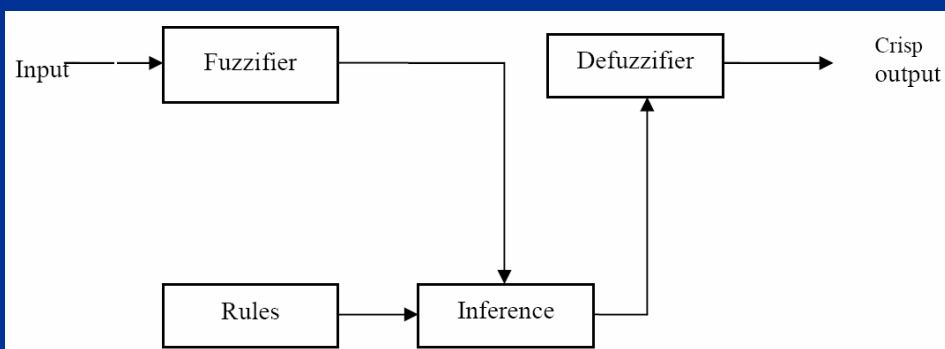 Input
Fuzzifier
Defuzzifier
Crisp
output
Rules
Inference